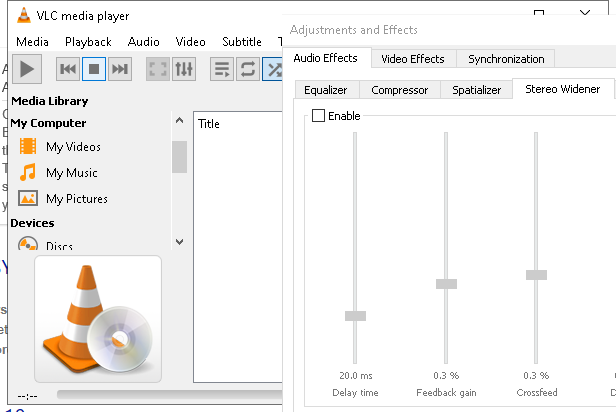 VLC media player
Media Playback Audio Video Subtitle
Media Library
My Computer
My Videos
My Music
My Pictures
Devices
Discs
Title
--:--
Adjustments and Effects
Audio Effects Video Effects Synchronization
Equalizer Compressor Spatializer Stereo Widener
Enable
20.0 ms 0.3 % 0.3 %
Delay time Feedback gain Crossfeed